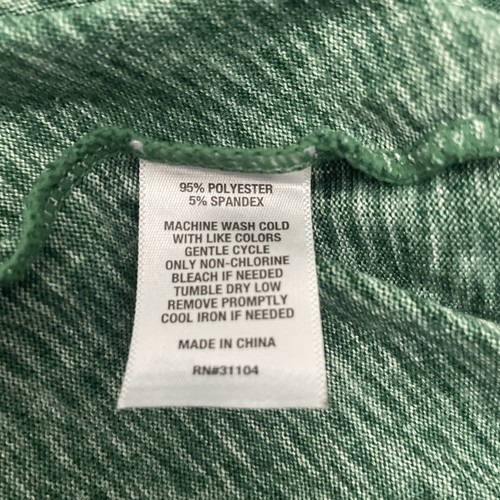 95% POLYESTER
5% SPANDEX
MACHINE WASH COLD
WITH LIKE COLORS
GENTLE CYCLE
ONLY NON-CHLORINE
BLEACH IF NEEDED
TUMBLE DRY LOW
REMOVE PROMPTLY
COOL IRON IF NEEDED
MADE IN CHINA
RN#31104